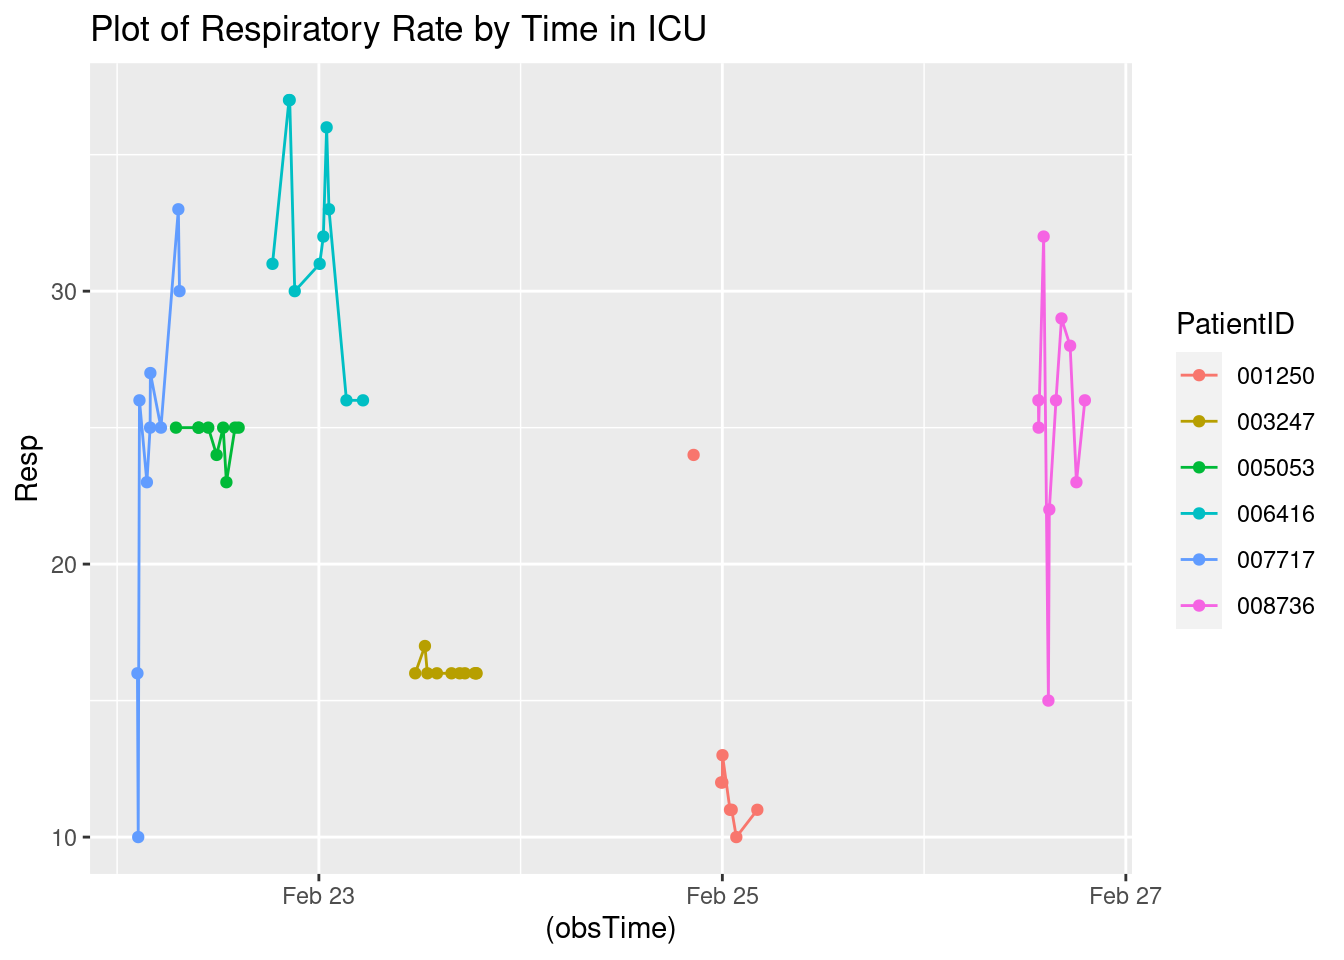 Plot of Respiratory Rate by Time in ICU
Resp
30
20
10
Feb 23
Feb 25
Feb 27
(obsTime)
PatientID
001250
003247
005053
006416
007717
008736